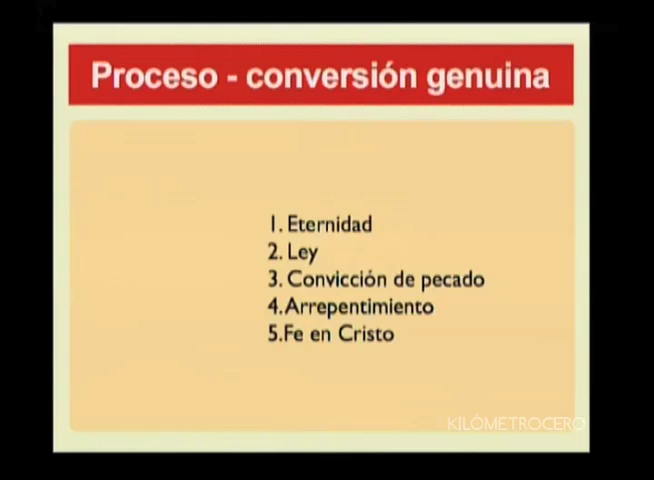 Proceso - conversión genuina
1. Eternidad
2. Ley
3. Convicción de pecado
4.Arrepentimiento
5.Fe en Cristo
KILÓMETROCERO